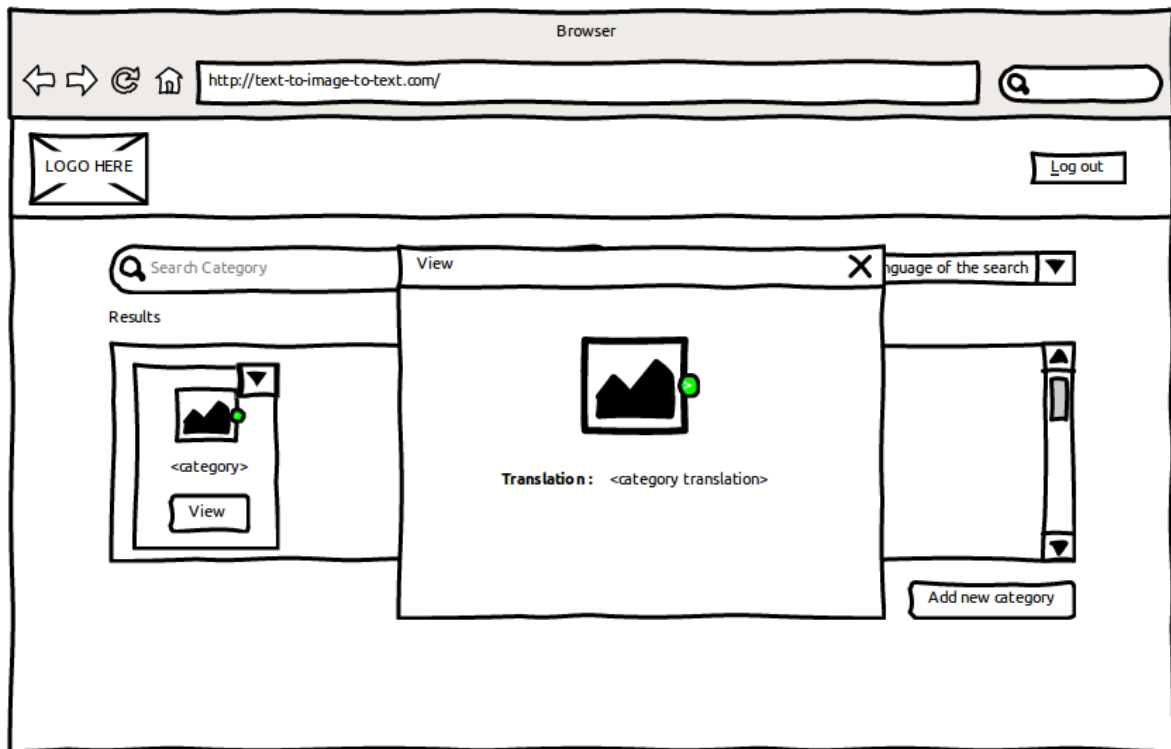 Browser
http://text-to-image-to-text.com/
LOGO HERE
Log out
Search Category
View
of the search
Results
<category>
View
Translation : <category translation>
Add new category